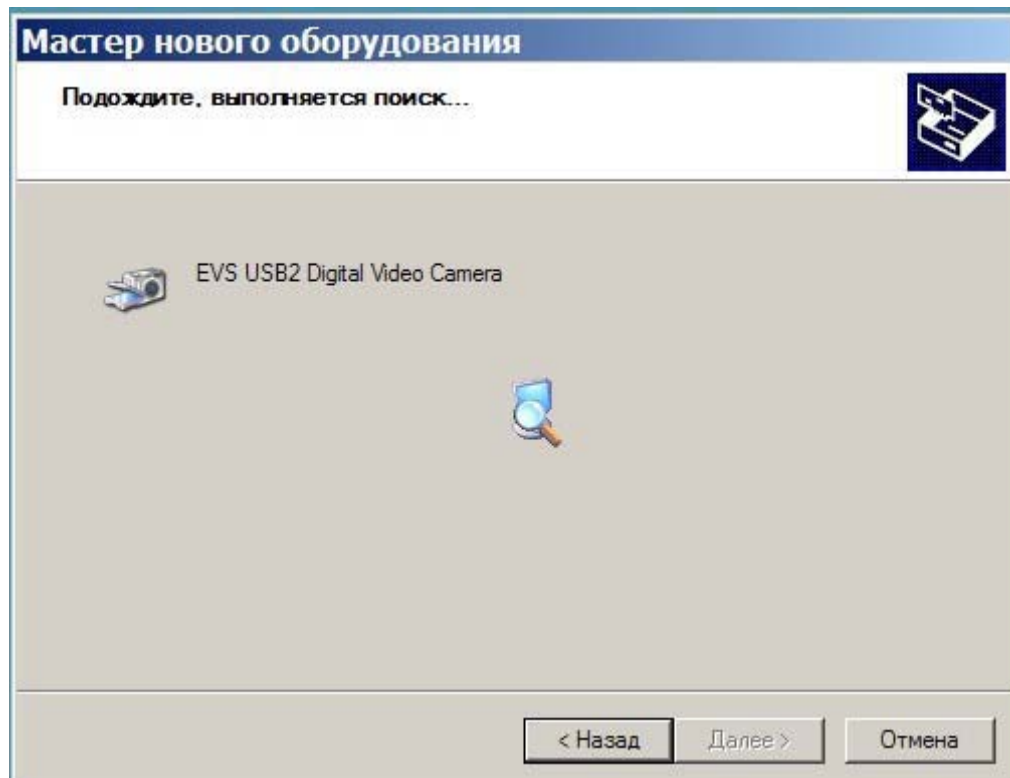 Мастер нового оборудования
Подождите, выполняется поиск...
EVS USB2 Digital Video Camera
< Назад
Далее >
Отмена